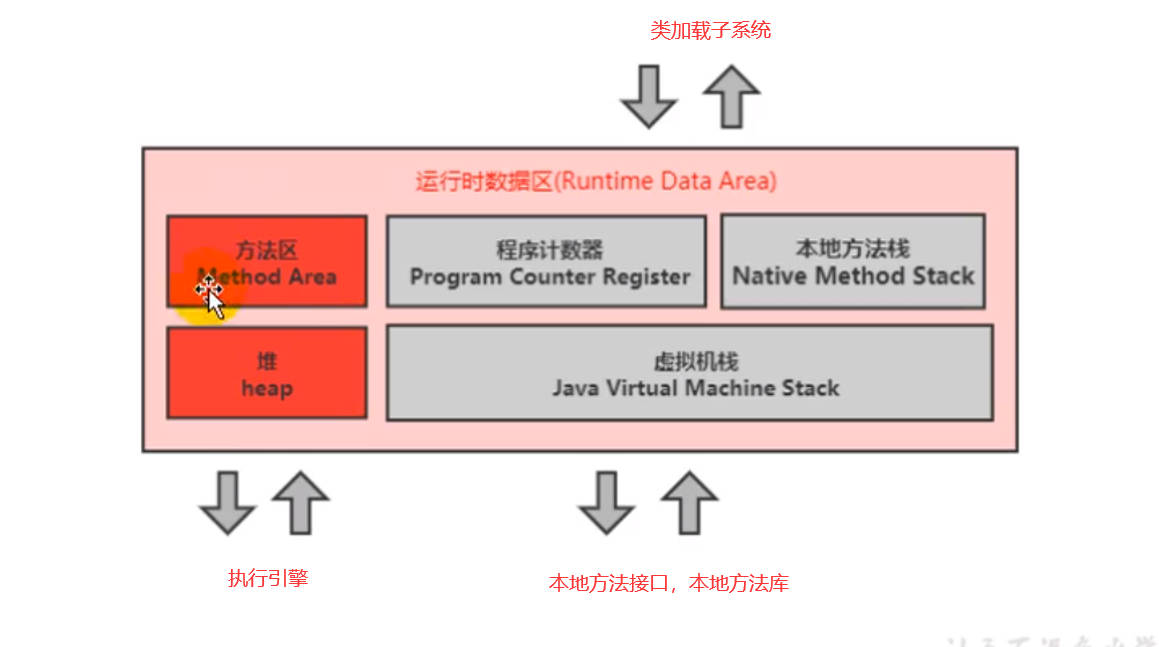 类加载子系统
运行时数据区(Runtime Data Area)
方法区
Method Area
程序计数器
Program Counter Register
本地方法栈
Native Method Stack
堆
heap
虚拟机栈
Java Virtual Machine Stack
执行引擎
本地方法接口，本地方法库